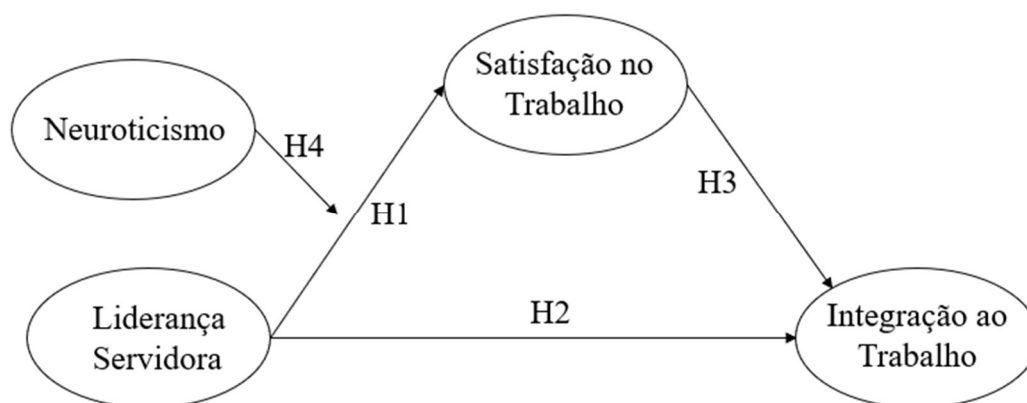 Satisfação no
Trabalho
Neuroticismo
H4
H1
H3
Liderança
Servidora
H2
Integração ao
Trabalho